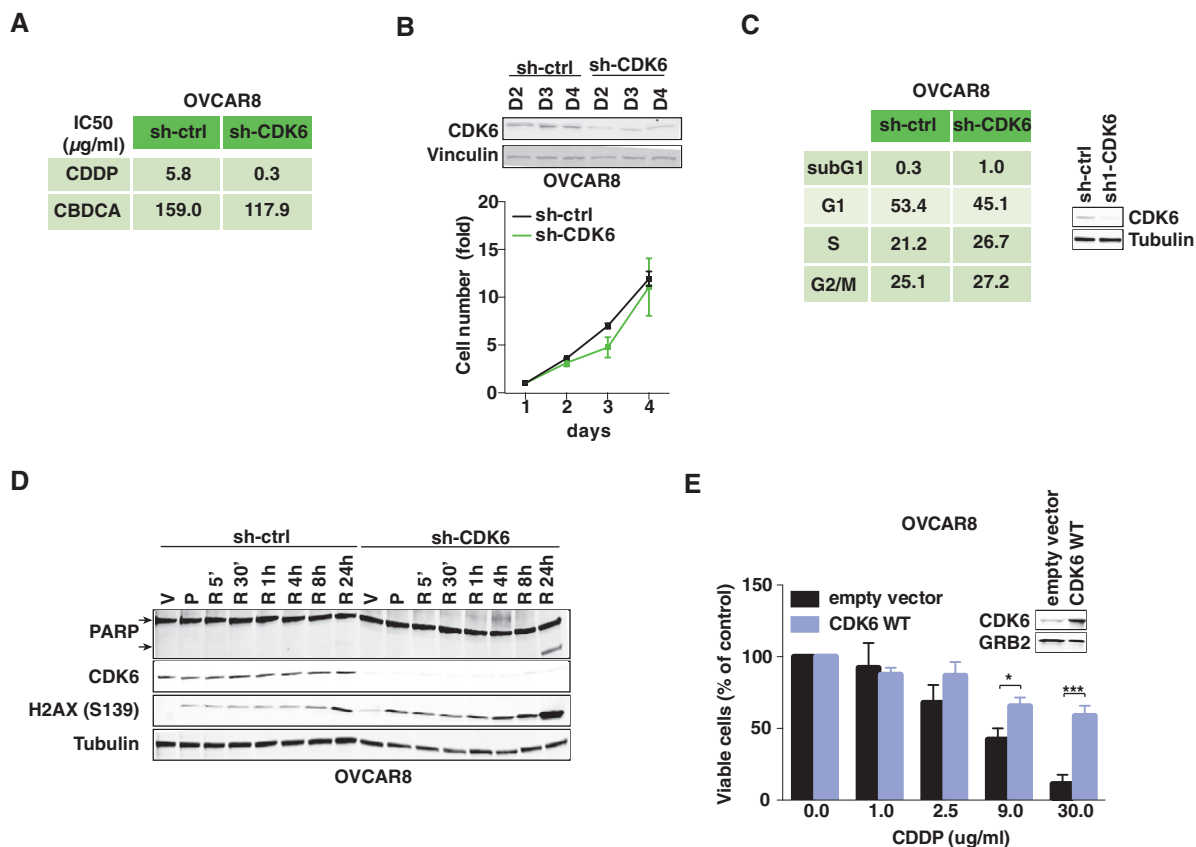 A
OVCAR8
IC50 (µg/ml) sh-ctrl sh-CDK6
CDDP 5.8 0.3
CBDCA 159.0 117.9
B
sh-ctrl sh-CDK6
D2 D3 D4 D2 D3 D4
CDK6
Vinculin
OVCAR8
sh-ctrl
sh-CDK6
Cell number (fold)
20
15
10
5
0
1 2 3 4
days
C
OVCAR8
sh-ctrl sh-CDK6
subG1 0.3 1.0
G1 53.4 45.1
S 21.2 26.7
G2/M 25.1 27.2
sh-ctrl sh1-CDK6
CDK6
Tubulin
D
sh-ctrl sh-CDK6
V P R 5' R 30' R 1h R 4h R 8h R 24h V P R 5' R 30' R 1h R 4h R 8h R 24h
PARP
CDK6
H2AX (S139)
Tubulin
OVCAR8
E
OVCAR8
empty vector CDK6 WT
CDK6
GRB2
empty vector
CDK6 WT
Viable cells (% of control)
150
100
50
0
* ***
0.0 1.0 2.5 9.0 30.0
CDDP (ug/ml)